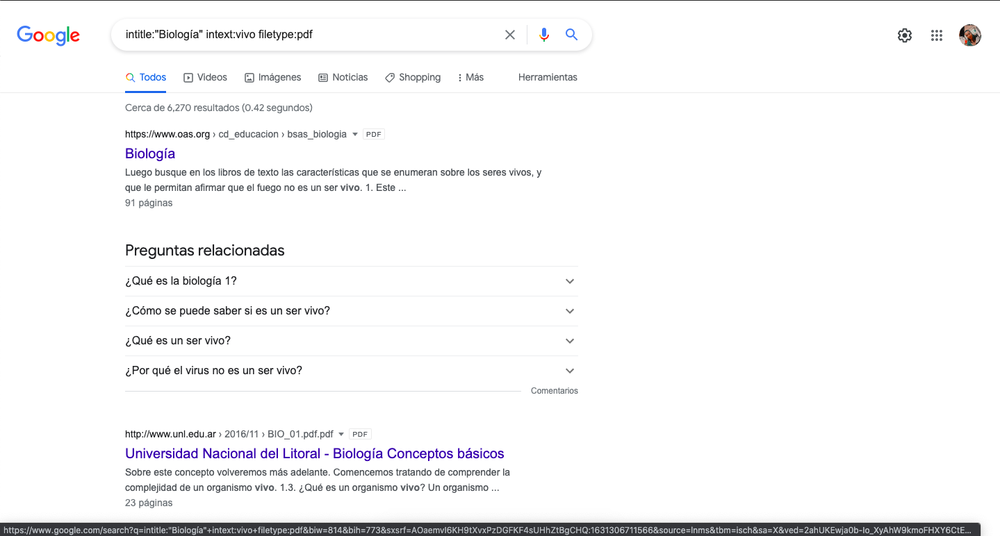 Google
intitle:"Biología" intext:vivo filetype:pdf
Todos Videos Imágenes Noticias Shopping Más Herramientas
Cerca de 6,270 resultados (0.42 segundos)
https://www.oas.org › cd_educacion › bsas_biologia PDF
Biología
Luego busque en los libros de texto las características que se enumeran sobre los seres vivos, y
que le permitan afirmar que el fuego no es un ser vivo. 1. Este ...
91 páginas
Preguntas relacionadas
¿Qué es la biología 1?
¿Cómo se puede saber si es un ser vivo?
¿Qué es un ser vivo?
¿Por qué el virus no es un ser vivo?
Comentarios
http://www.unl.edu.ar › 2016/11 › BIO_01.pdf.pdf PDF
Universidad Nacional del Litoral - Biología Conceptos básicos
Sobre este concepto volveremos más adelante. Comencemos tratando de comprender la
complejidad de un organismo vivo. 1.3. ¿Qué es un organismo vivo? Un organismo ...
23 páginas
https://www.google.com/search?q=intitle:"Biología"+intext:vivo+filetype:pdf&biw=814&bih=773&sxsrf=AOaemvI6KH9tXvxPzDGFKF4sUHhZtBgCHQ:1631306711566&source=lnms&tbm=isch&sa=X&ved=2ahUKEwja0b-Io_XyAhW9kmoFHXY6CtE...